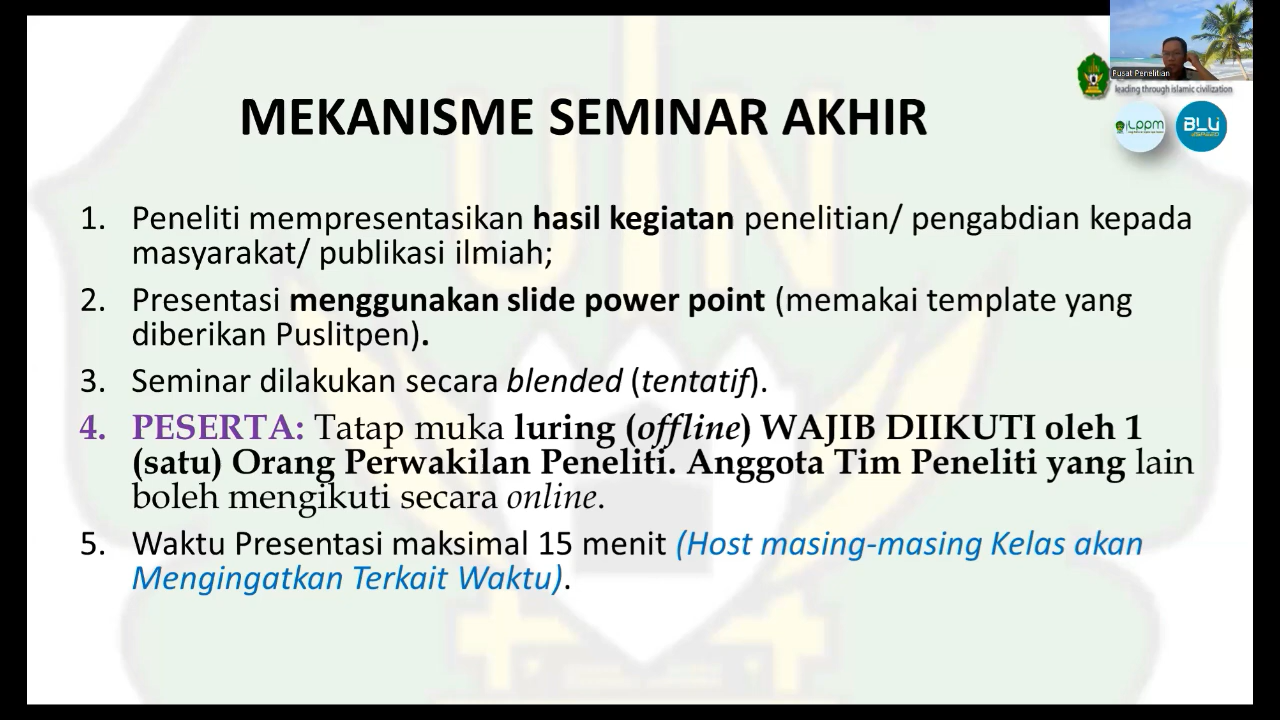 Pusat Penelitian
leading through islamic civilization
LPPM
BLU
MEKANISME SEMINAR AKHIR
1. Peneliti mempresentasikan hasil kegiatan penelitian/ pengabdian kepada
masyarakat/ publikasi ilmiah;
2. Presentasi menggunakan slide power point (memakai template yang
diberikan Puslitpen).
3. Seminar dilakukan secara blended (tentatif).
4. PESERTA: Tatap muka luring (offline) WAJIB DIIKUTI oleh 1
(satu) Orang Perwakilan Peneliti. Anggota Tim Peneliti yang lain
boleh mengikuti secara online.
5. Waktu Presentasi maksimal 15 menit (Host masing-masing Kelas akan
Mengingatkan Terkait Waktu).
UIN